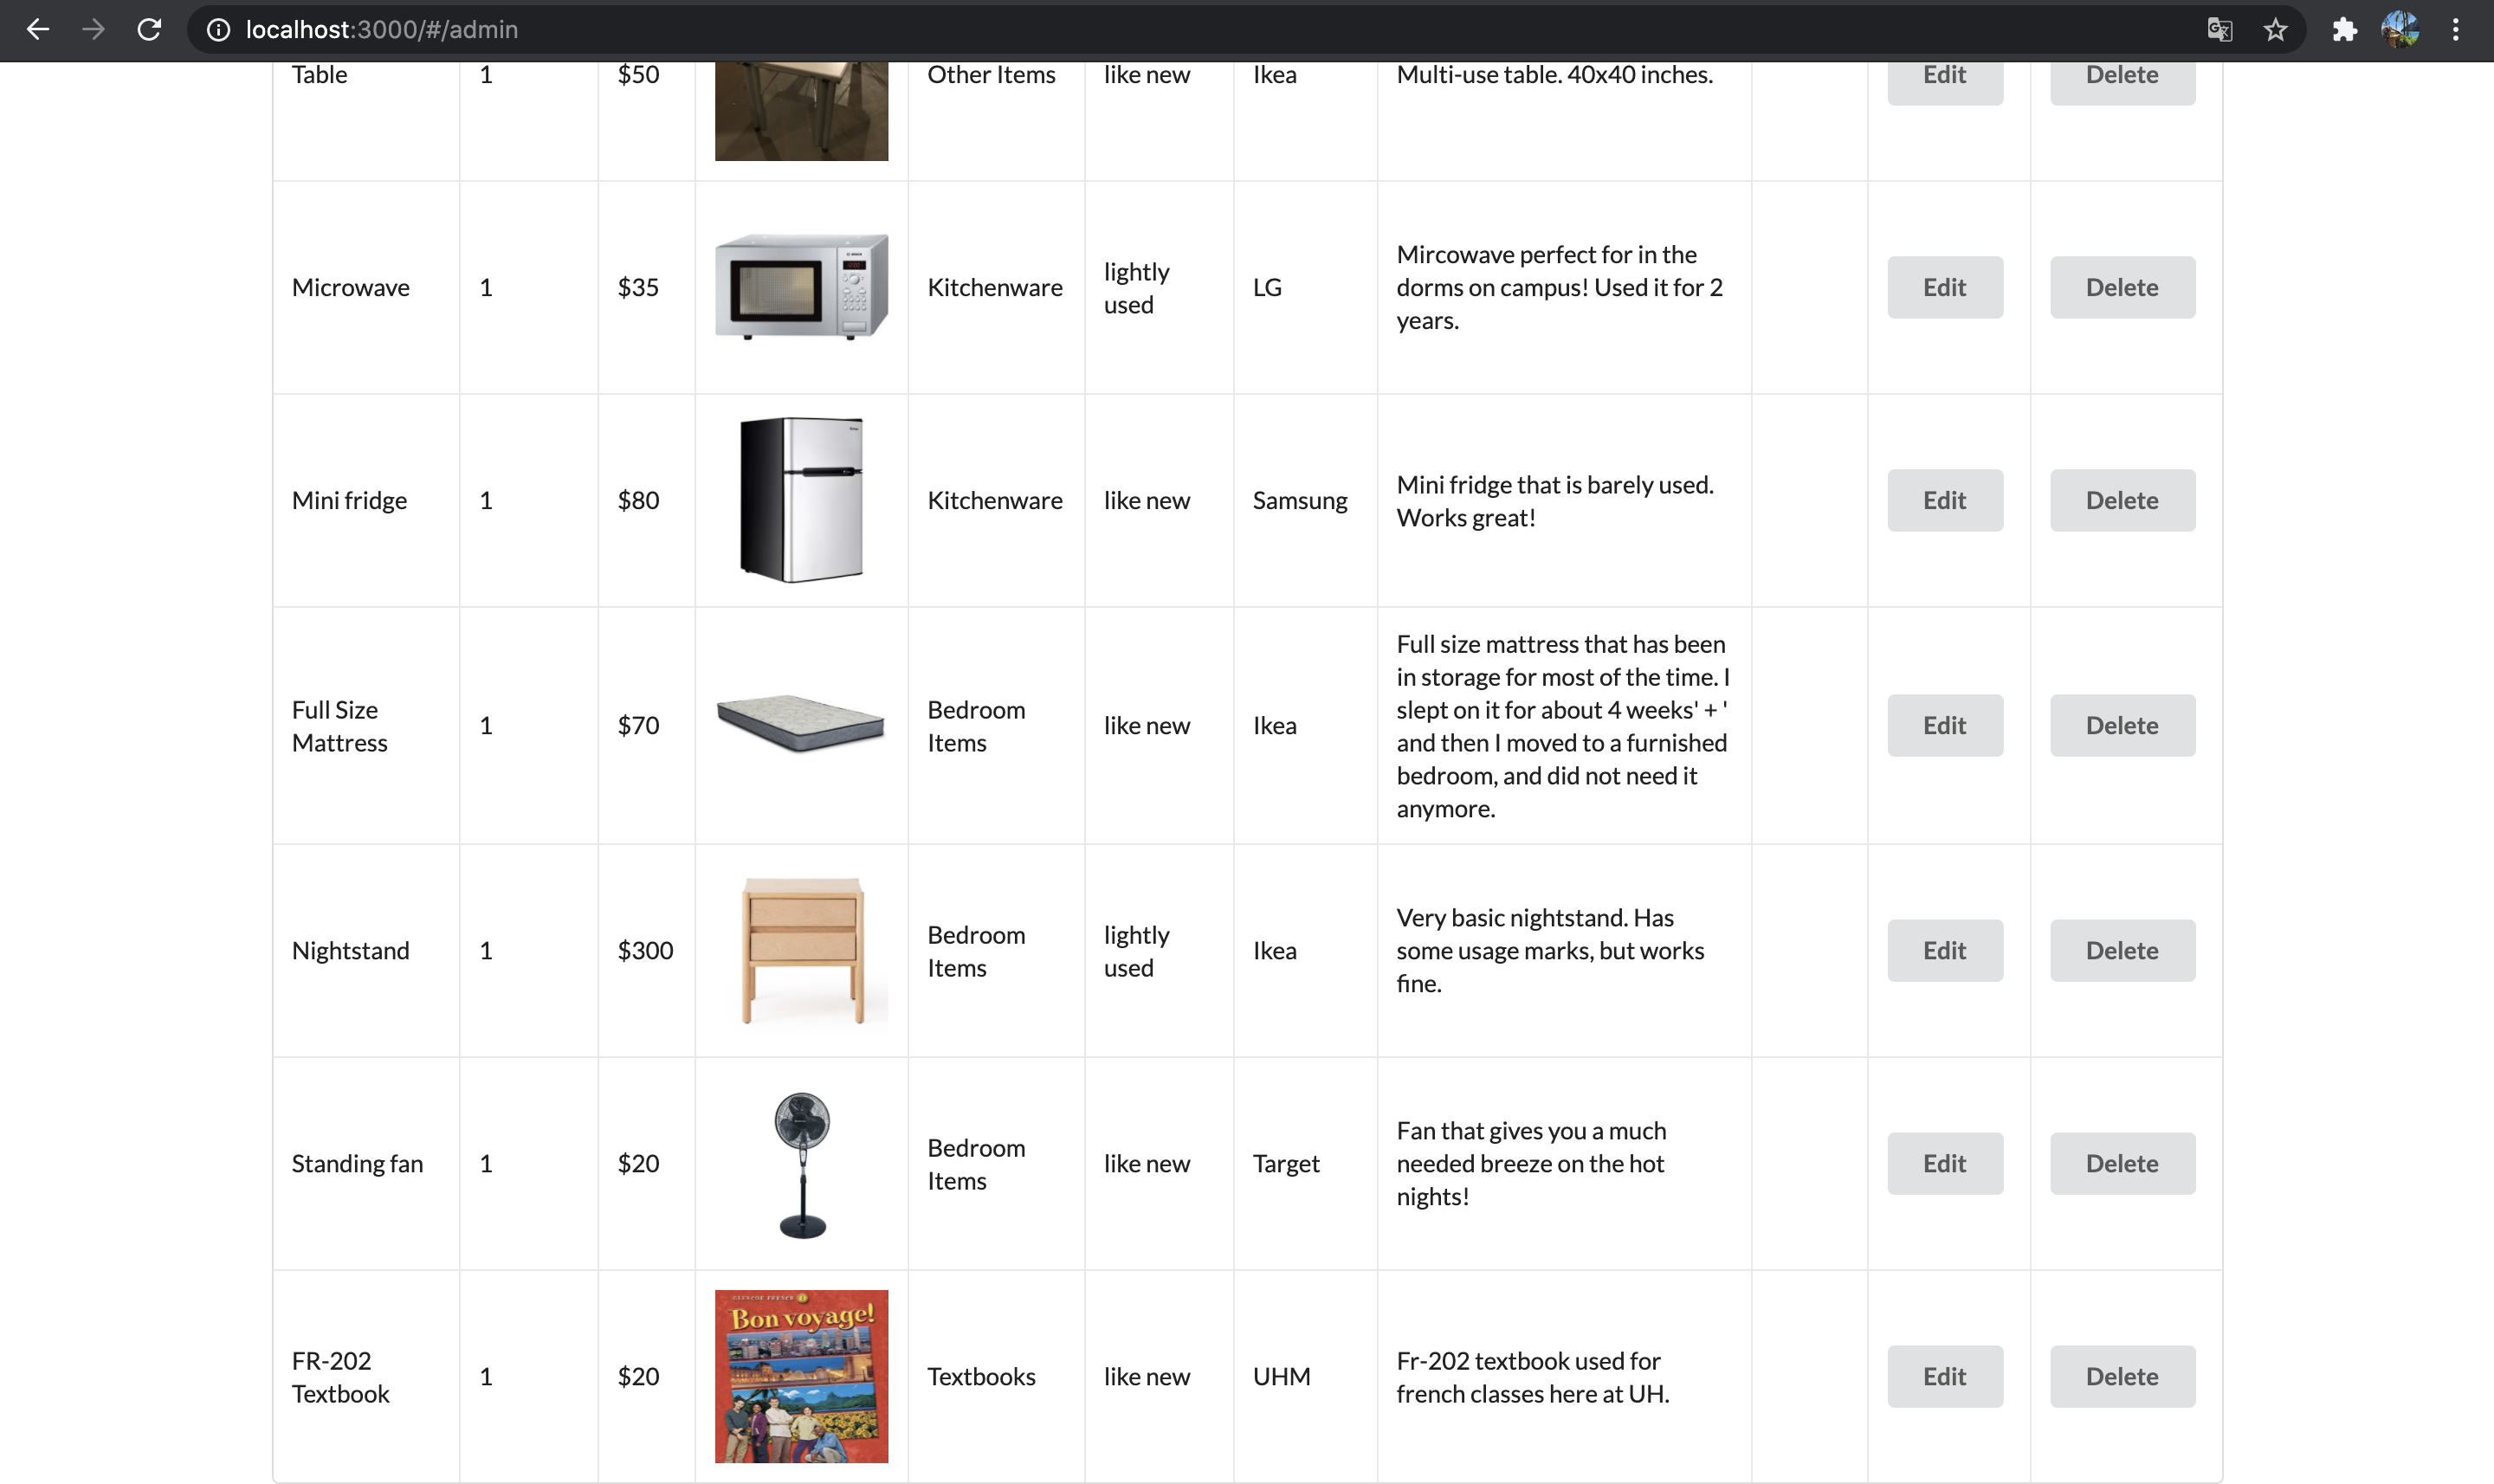 localhost:3000/#/admin
Table 1 $50 Other Items like new Ikea Multi-use table. 40x40 inches. Edit Delete
Microwave 1 $35 Kitchenware lightly
used LG Mircowave perfect for in the
dorms on campus! Used it for 2
years. Edit Delete
Mini fridge 1 $80 Kitchenware like new Samsung Mini fridge that is barely used.
Works great! Edit Delete
Full Size
Mattress 1 $70 Bedroom
Items like new Ikea Full size mattress that has been
in storage for most of the time. I
slept on it for about 4 weeks' + '
and then I moved to a furnished
bedroom, and did not need it
anymore. Edit Delete
Nightstand 1 $300 Bedroom
Items lightly
used Ikea Very basic nightstand. Has
some usage marks, but works
fine. Edit Delete
Standing fan 1 $20 Bedroom
Items like new Target Fan that gives you a much
needed breeze on the hot
nights! Edit Delete
FR-202
Textbook 1 $20 Bon voyage! Textbooks like new UHM Fr-202 textbook used for
french classes here at UH. Edit Delete